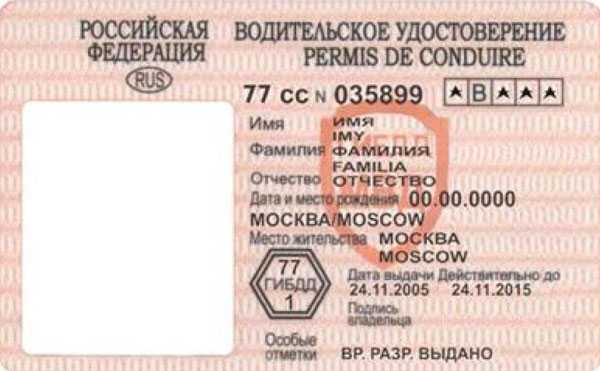 РОССИЙСКАЯ ФЕДЕРАЦИЯ
RUS
ВОДИТЕЛЬСКОЕ УДОСТОВЕРЕНИЕ
PERMIS DE CONDUIRE
77 СС N 035899 ★ B ★ ★ ★
Имя ИМЯ
IMY
Фамилия ФАМИЛИЯ
FAMILIA
Отчество ОТЧЕСТВО
Дата и место рождения 00.00.0000
МОСКВА/MOSCOW
Место жительства МОСКВА
MOSCOW
77
ГИБДД
1
Дата выдачи Действительно до
24.11.2005 24.11.2015
Подпись
владельца
Особые
отметки ВР. РАЗР. ВЫДАНО